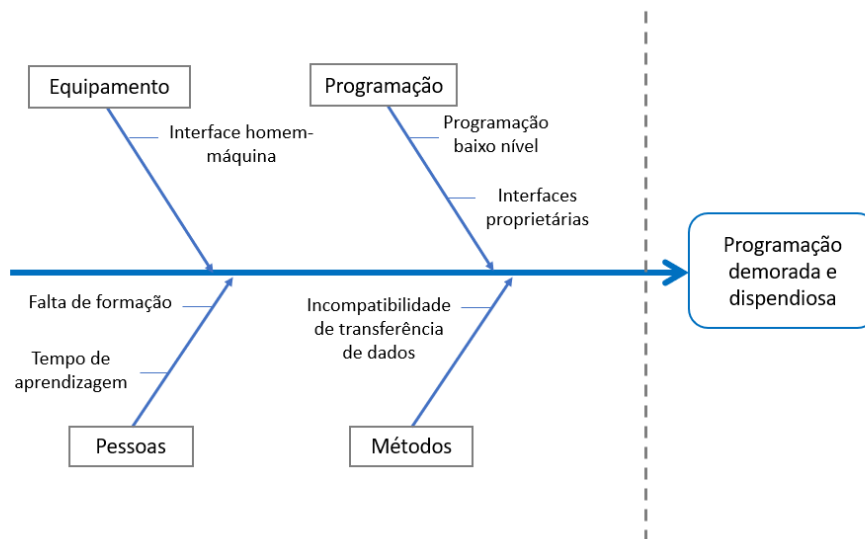 Equipamento
Programação
Interface homem-
máquina
Programação
baixo nível
Interfaces
proprietárias
Programação
demorada e
dispendiosa
Falta de formação
Tempo de
aprendizagem
Incompatibilidade
de transferência
de dados
Pessoas
Métodos